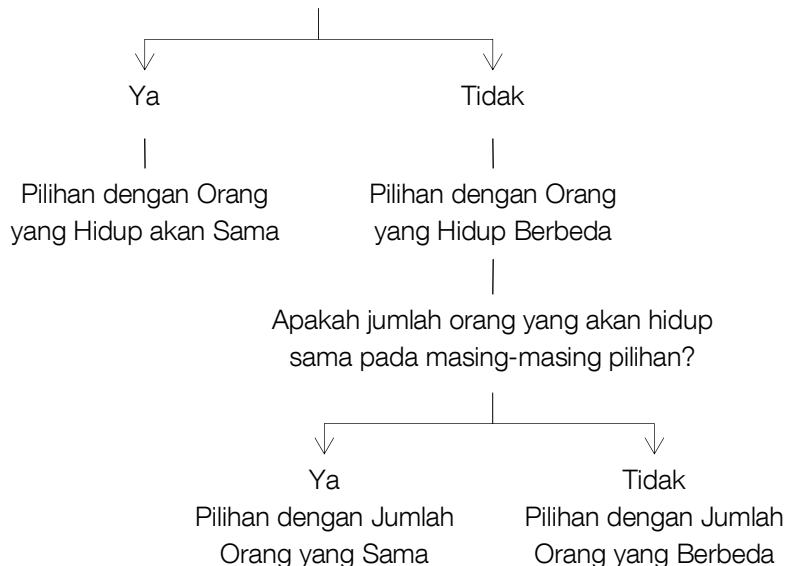 Ya
Tidak
Pilihan dengan Orang
yang Hidup akan Sama
Pilihan dengan Orang
yang Hidup Berbeda
Apakah jumlah orang yang akan hidup
sama pada masing-masing pilihan?
Ya
Pilihan dengan Jumlah
Orang yang Sama
Tidak
Pilihan dengan Jumlah
Orang yang Berbeda